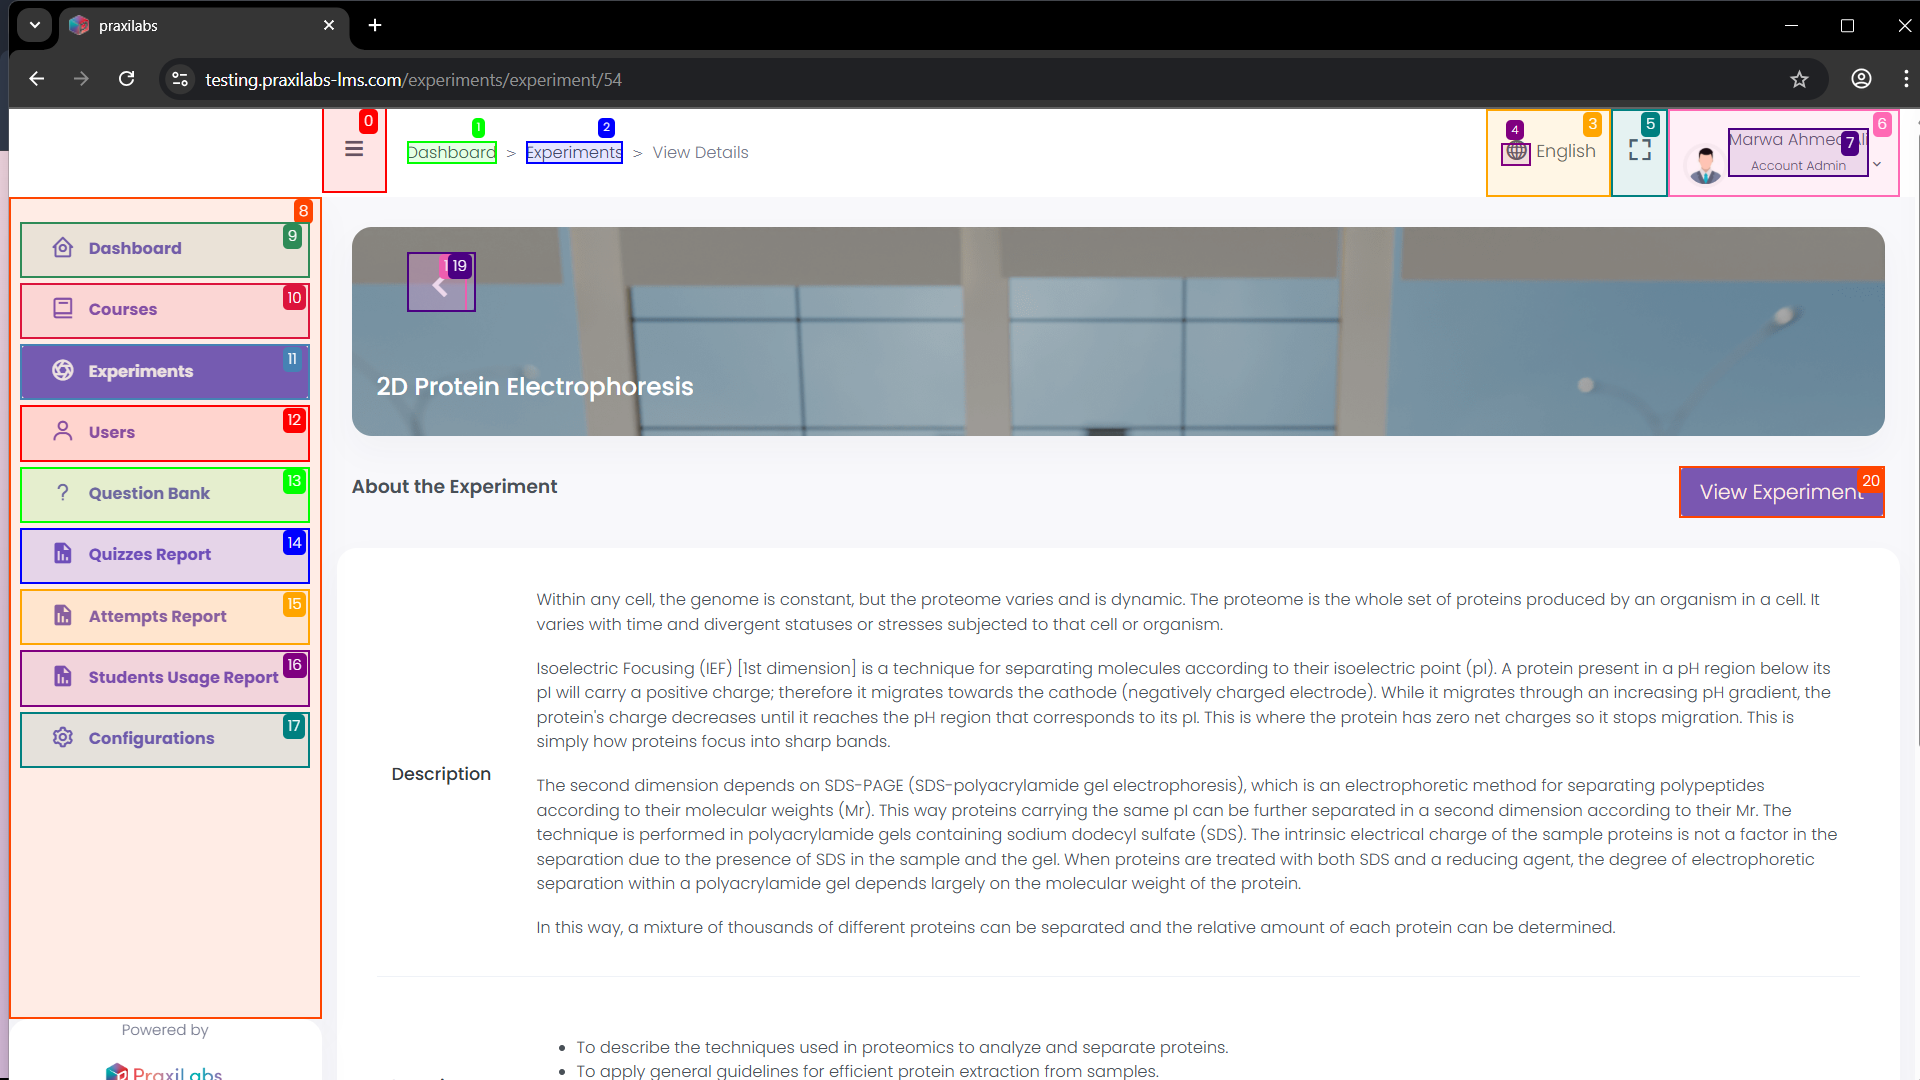 praxilabs
testing.praxilabs-lms.com/experiments/experiment/54
0
1
2
3
4
5
6
7
Dashboard > Experiments > View Details
English
Marwa Ahmed
Account Admin
8
Dashboard 9
Courses 10
Experiments 11
Users 12
Question Bank 13
Quizzes Report 14
Attempts Report 15
Students Usage Report 16
Configurations 17
Powered by
PraxiLabs
19
2D Protein Electrophoresis
About the Experiment
View Experiment 20
Description
Within any cell, the genome is constant, but the proteome varies and is dynamic. The proteome is the whole set of proteins produced by an organism in a cell. It
varies with time and divergent statuses or stresses subjected to that cell or organism.
Isoelectric Focusing (IEF) [1st dimension] is a technique for separating molecules according to their isoelectric point (pI). A protein present in a pH region below its
pI will carry a positive charge; therefore it migrates towards the cathode (negatively charged electrode). While it migrates through an increasing pH gradient, the
protein's charge decreases until it reaches the pH region that corresponds to its pI. This is where the protein has zero net charges so it stops migration. This is
simply how proteins focus into sharp bands.
The second dimension depends on SDS-PAGE (SDS-polyacrylamide gel electrophoresis), which is an electrophoretic method for separating polypeptides
according to their molecular weights (Mr). This way proteins carrying the same pI can be further separated in a second dimension according to their Mr. The
technique is performed in polyacrylamide gels containing sodium dodecyl sulfate (SDS). The intrinsic electrical charge of the sample proteins is not a factor in the
separation due to the presence of SDS in the sample and the gel. When proteins are treated with both SDS and a reducing agent, the degree of electrophoretic
separation within a polyacrylamide gel depends largely on the molecular weight of the protein.
In this way, a mixture of thousands of different proteins can be separated and the relative amount of each protein can be determined.
• To describe the techniques used in proteomics to analyze and separate proteins.
• To apply general guidelines for efficient protein extraction from samples.